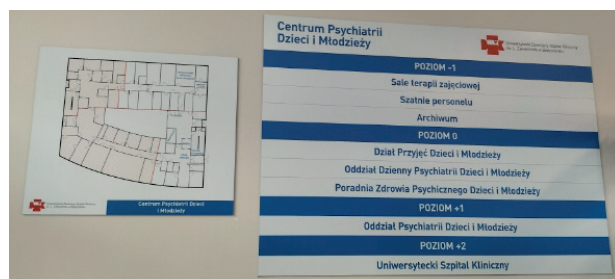 Centrum Psychiatrii Dzieci
i Młodzieży
Centrum Psychiatrii
Dzieci i Młodzieży
POZIOM -1
Sale terapii zajęciowej
Szatnie personelu
Archiwum
POZIOM 0
Dział Przyjęć Dzieci i Młodzieży
Oddział Dzienny Psychiatrii Dzieci i Młodzieży
Poradnia Zdrowia Psychicznego Dzieci i Młodzieży
POZIOM +1
Oddział Psychiatrii Dzieci i Młodzieży
POZIOM +2
Uniwersytecki Szpital Kliniczny